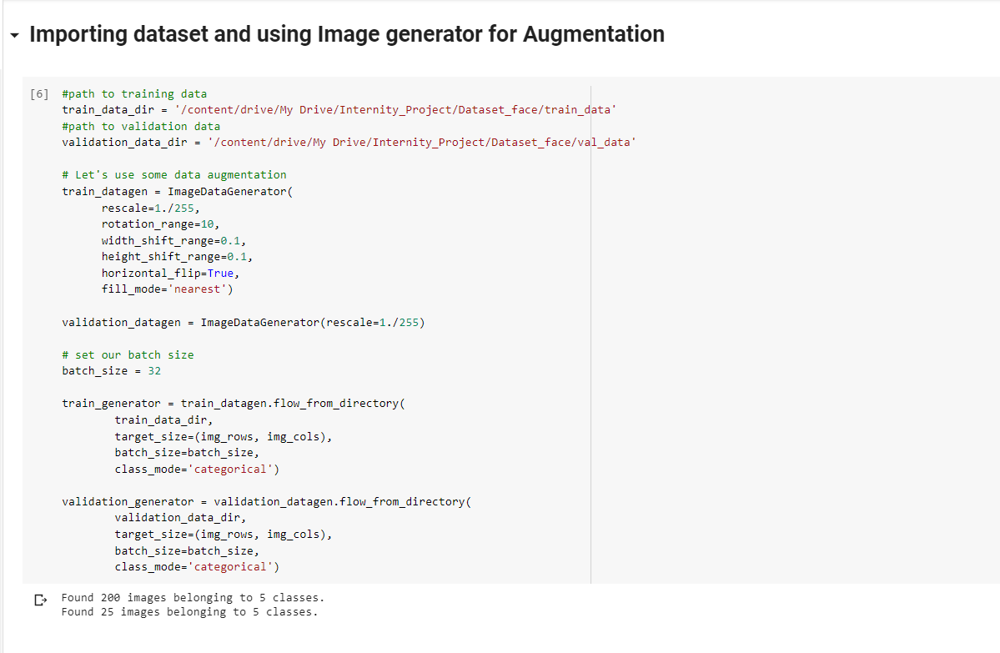 Importing dataset and using Image generator for Augmentation
[6] #path to training data
train_data_dir = '/content/drive/My Drive/Internity_Project/Dataset_face/train_data'
#path to validation data
validation_data_dir = '/content/drive/My Drive/Internity_Project/Dataset_face/val_data'
# Let's use some data augmentation
train_datagen = ImageDataGenerator(
rescale=1./255,
rotation_range=10,
width_shift_range=0.1,
height_shift_range=0.1,
horizontal_flip=True,
fill_mode='nearest')
validation_datagen = ImageDataGenerator(rescale=1./255)
# set our batch size
batch_size = 32
train_generator = train_datagen.flow_from_directory(
train_data_dir,
target_size=(img_rows, img_cols),
batch_size=batch_size,
class_mode='categorical')
validation_generator = validation_datagen.flow_from_directory(
validation_data_dir,
target_size=(img_rows, img_cols),
batch_size=batch_size,
class_mode='categorical')
Found 200 images belonging to 5 classes.
Found 25 images belonging to 5 classes.